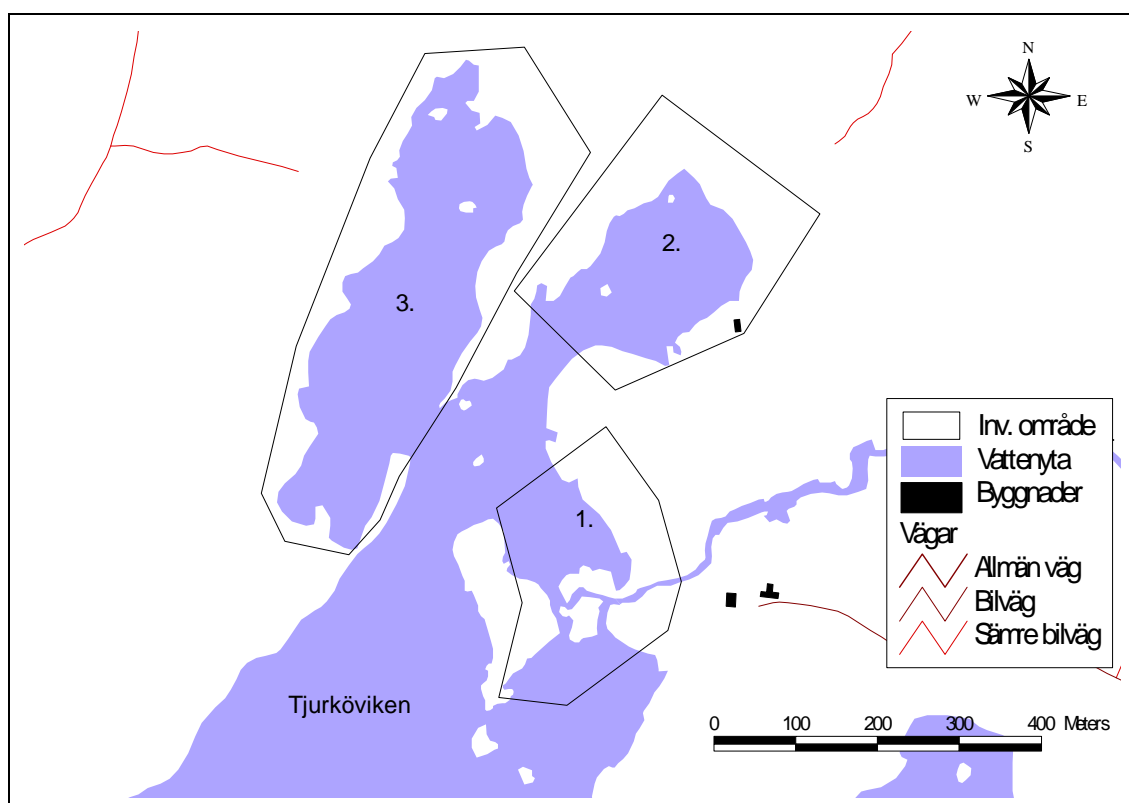 N
W E
S
2.
3.
1.
Tjurköviken
Inv. område
Vattenyta
Byggnader
Vägar
Allmän väg
Bilväg
Sämre bilväg
0 100 200 300 400 Meters